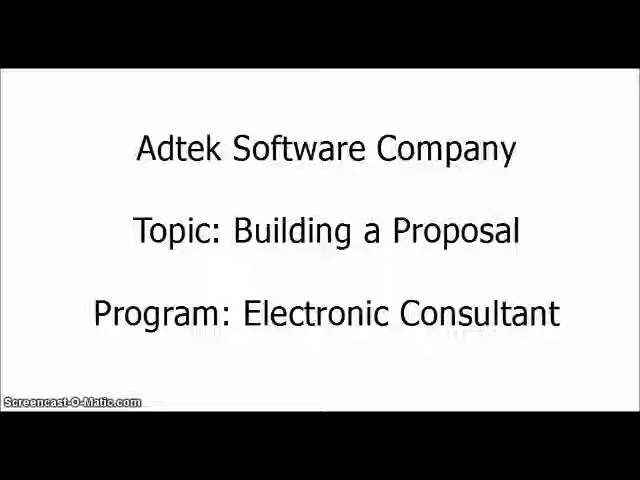 Adtek Software Company
Topic: Building a Proposal
Program: Electronic Consultant
Screencast-O-Matic.com